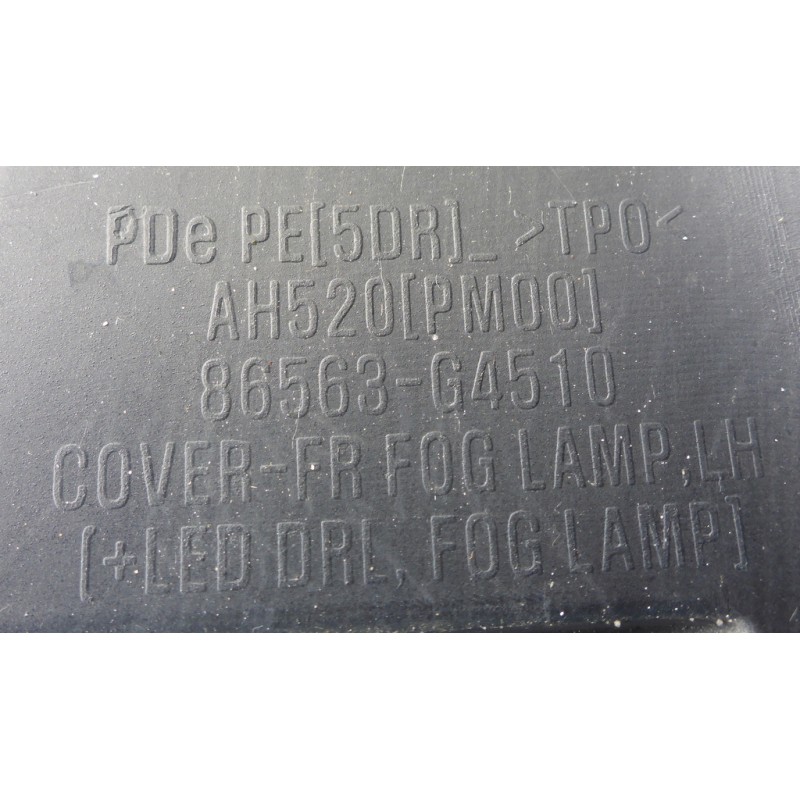 PDe PE[5DR]_ >TPO<
AH520[PM00]
86563-G4510
COVER-FR FOG LAMP,LH
[+LED DRL, FOG LAMP]